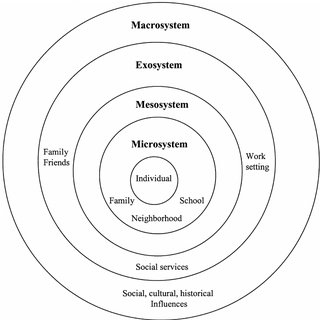 Macrosystem
Exosystem
Mesosystem
Microsystem
Individual
Family
School
Neighborhood
Family
Friends
Work
setting
Social services
Social, cultural, historical
Influences